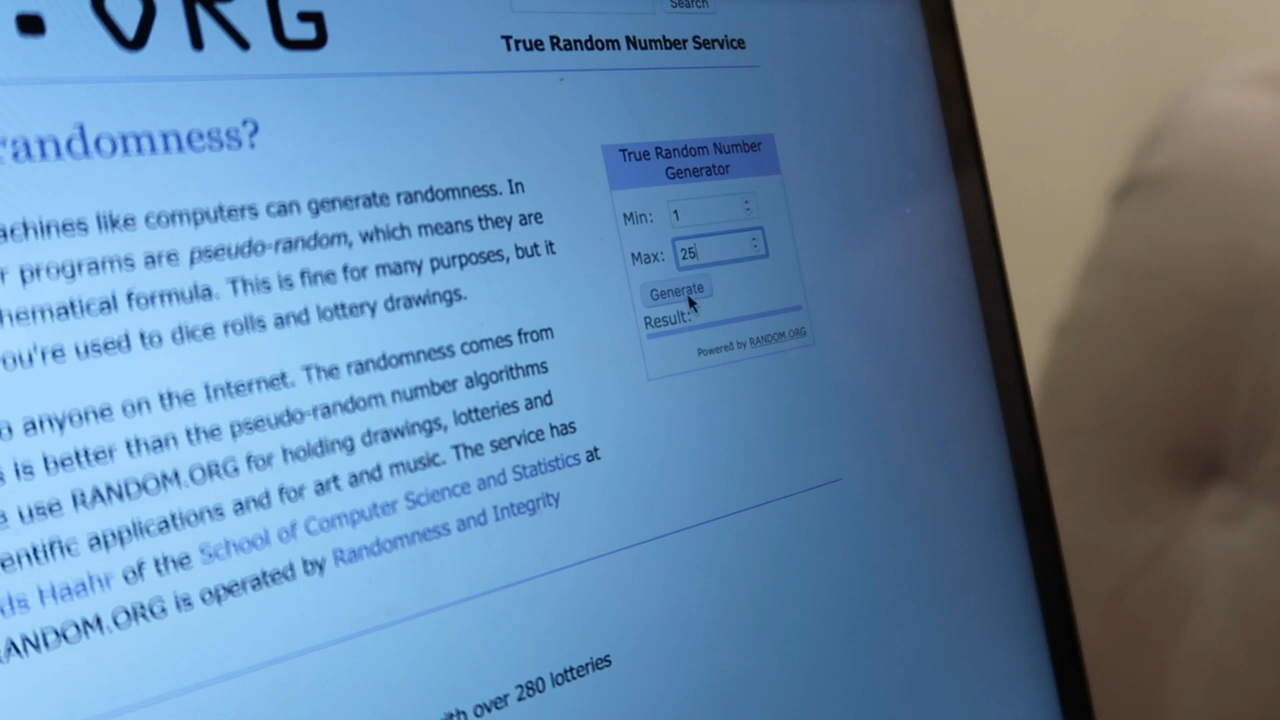 .ORG
Search
True Random Number Service
randomness?
achines like computers can generate randomness. In
r programs are pseudo-random, which means they are
hematical formula. This is fine for many purposes, but it
you're used to dice rolls and lottery drawings.
o anyone on the Internet. The randomness comes from
s is better than the pseudo-random number algorithms
e use RANDOM.ORG for holding drawings, lotteries and
entific applications and for art and music. The service has
ds Haahr of the School of Computer Science and Statistics at
RANDOM.ORG is operated by Randomness and Integrity
True Random Number
Generator
Min: 1
Max: 25
Generate
Result:
Powered by RANDOM.ORG
th over 280 lotteries